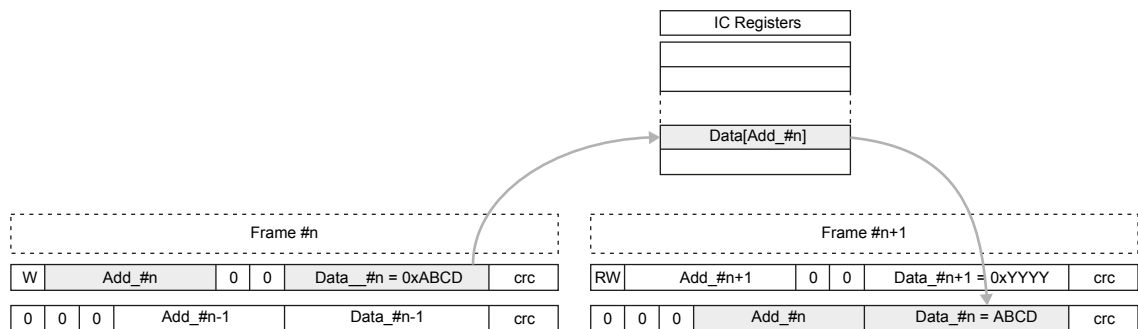 IC Registers
Data[Add_#n]
Frame #n
Frame #n+1
W Add_#n 0 0 Data__#n = 0xABCD crc
RW Add_#n+1 0 0 Data_#n+1 = 0xYYYY crc
0 0 0 Add_#n-1 Data_#n-1 crc
0 0 0 Add_#n Data_#n = ABCD crc